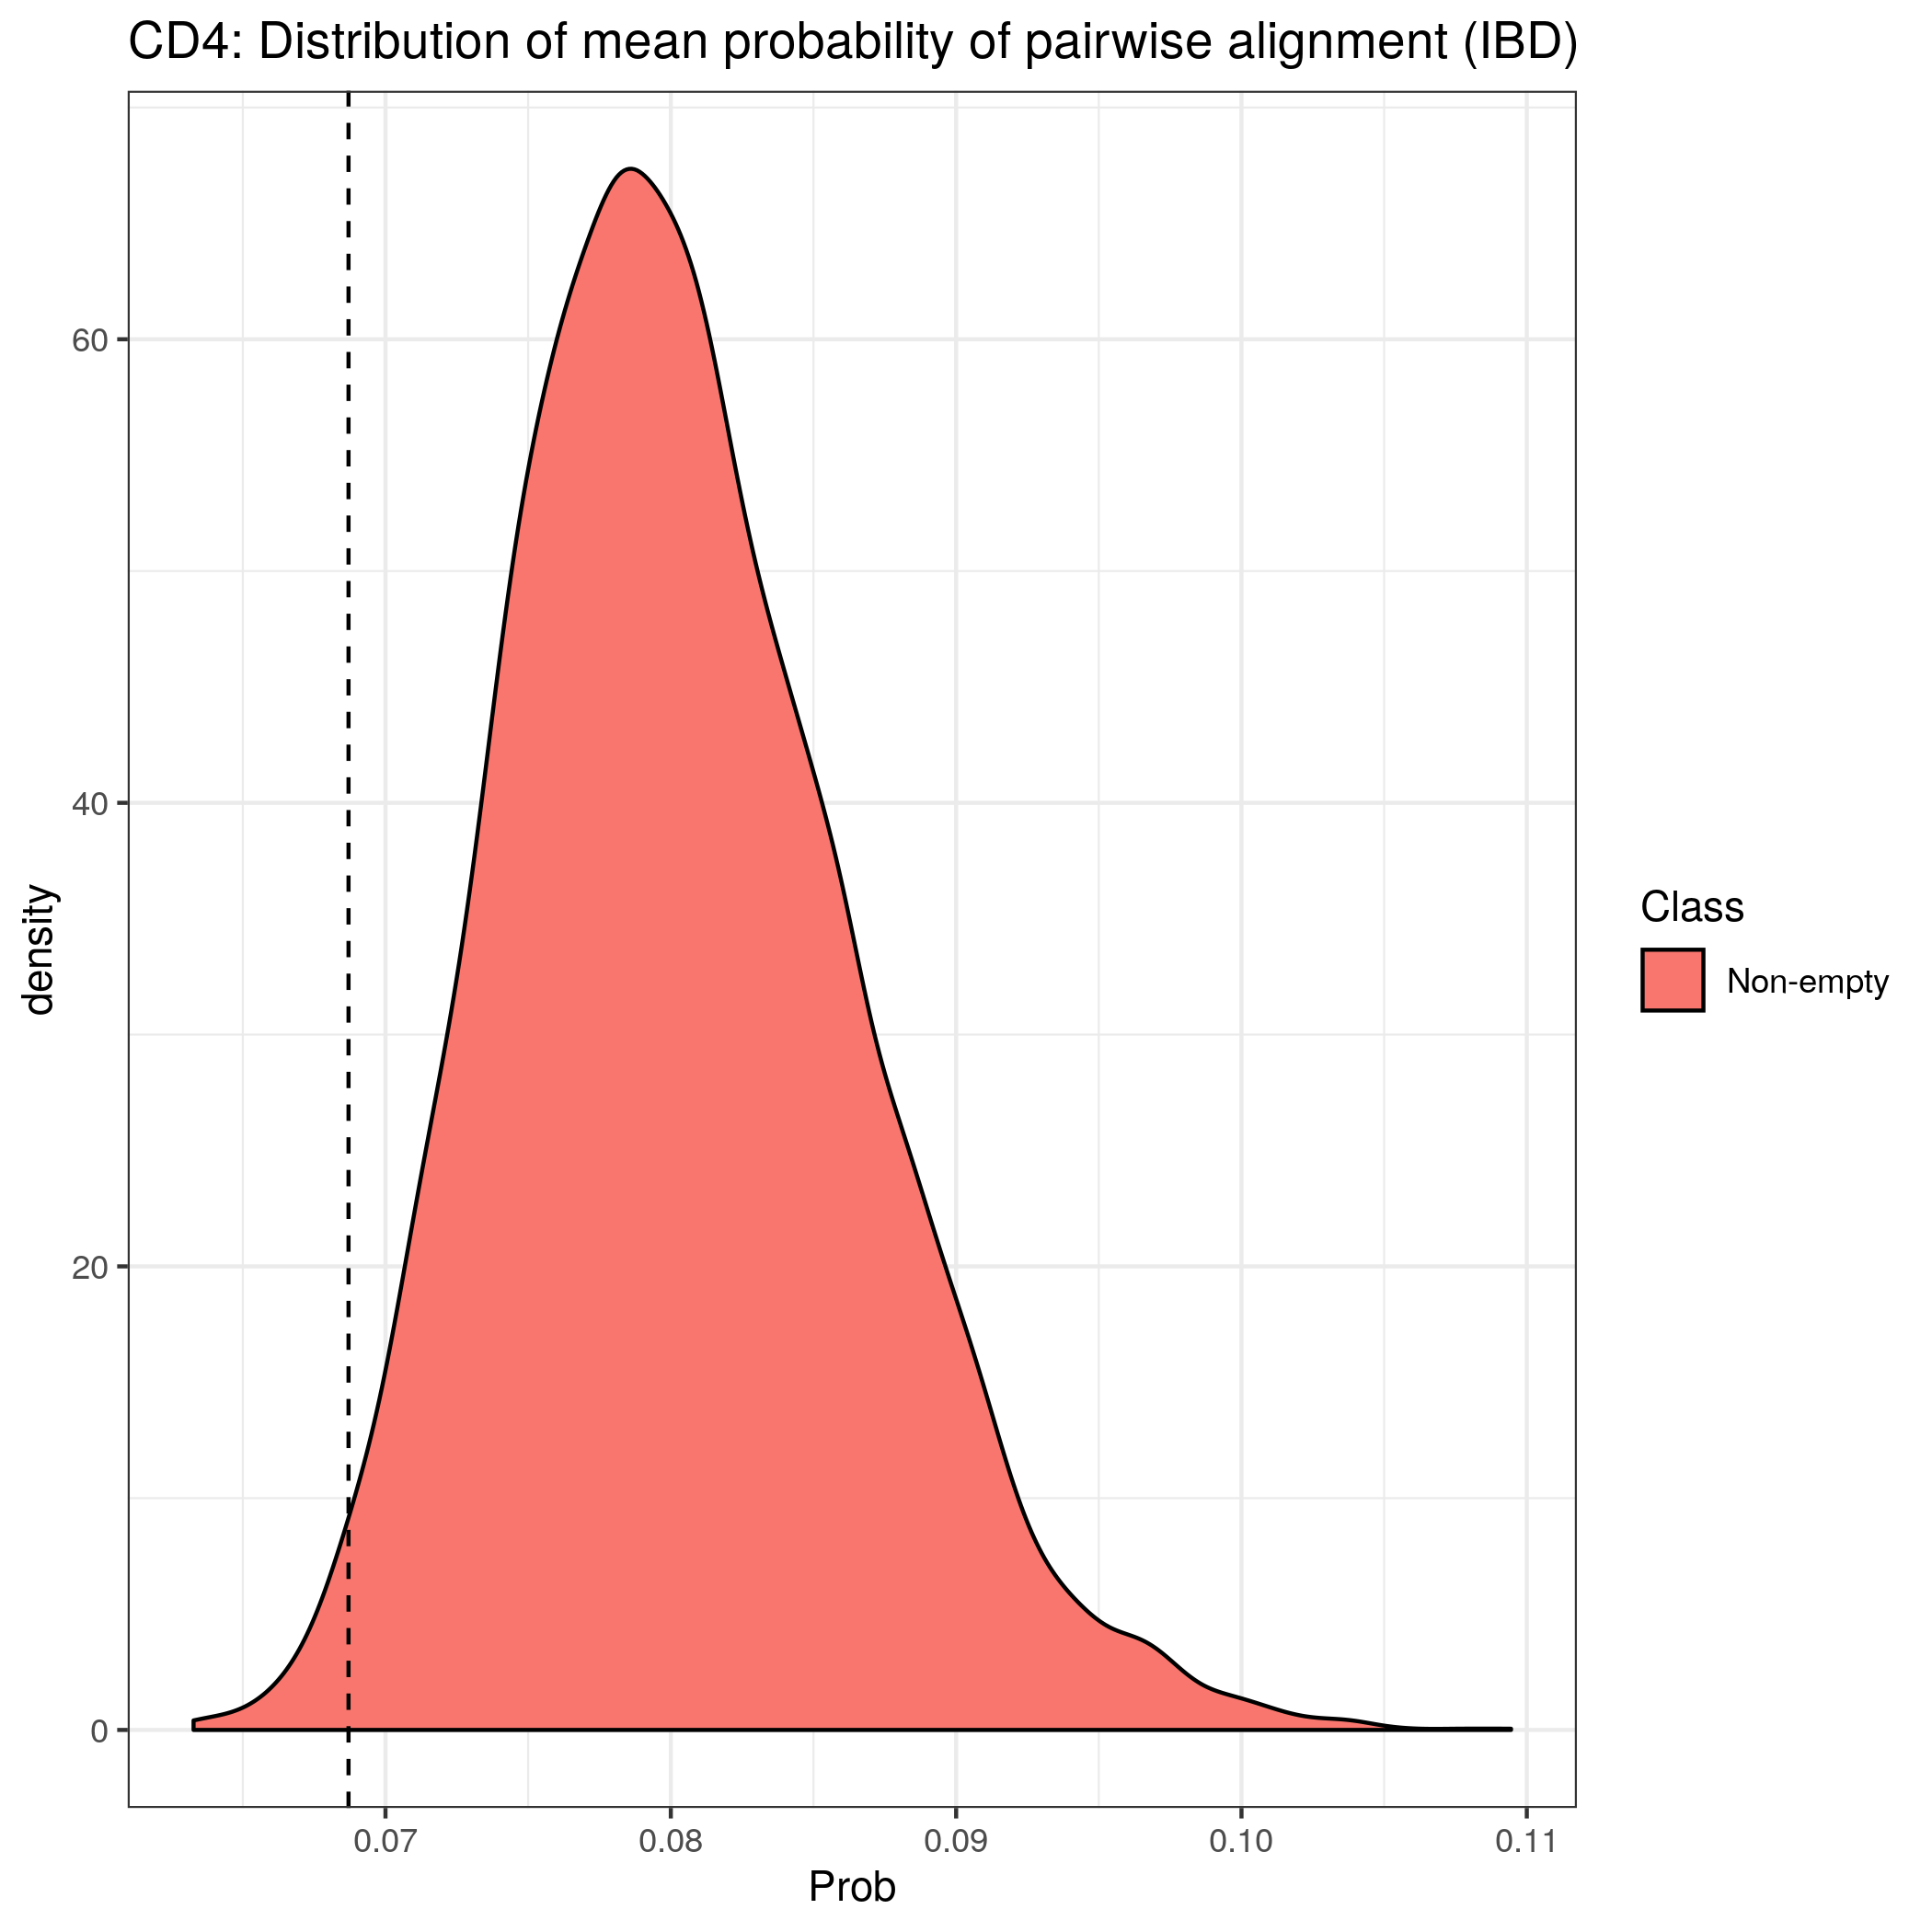 CD4: Distribution of mean probability of pairwise alignment (IBD)
60
40
20
0
density
0.07 0.08 0.09 0.10 0.11
Prob
Class
Non-empty